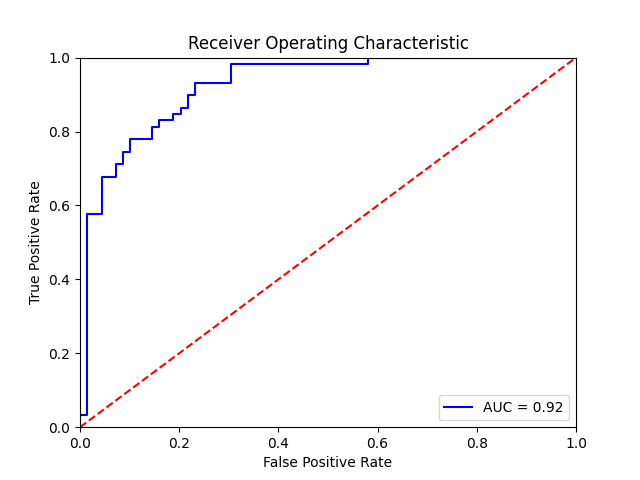 Receiver Operating Characteristic
1.0
0.8
0.6
0.4
0.2
0.0
True Positive Rate
AUC = 0.92
0.0 0.2 0.4 0.6 0.8 1.0
False Positive Rate